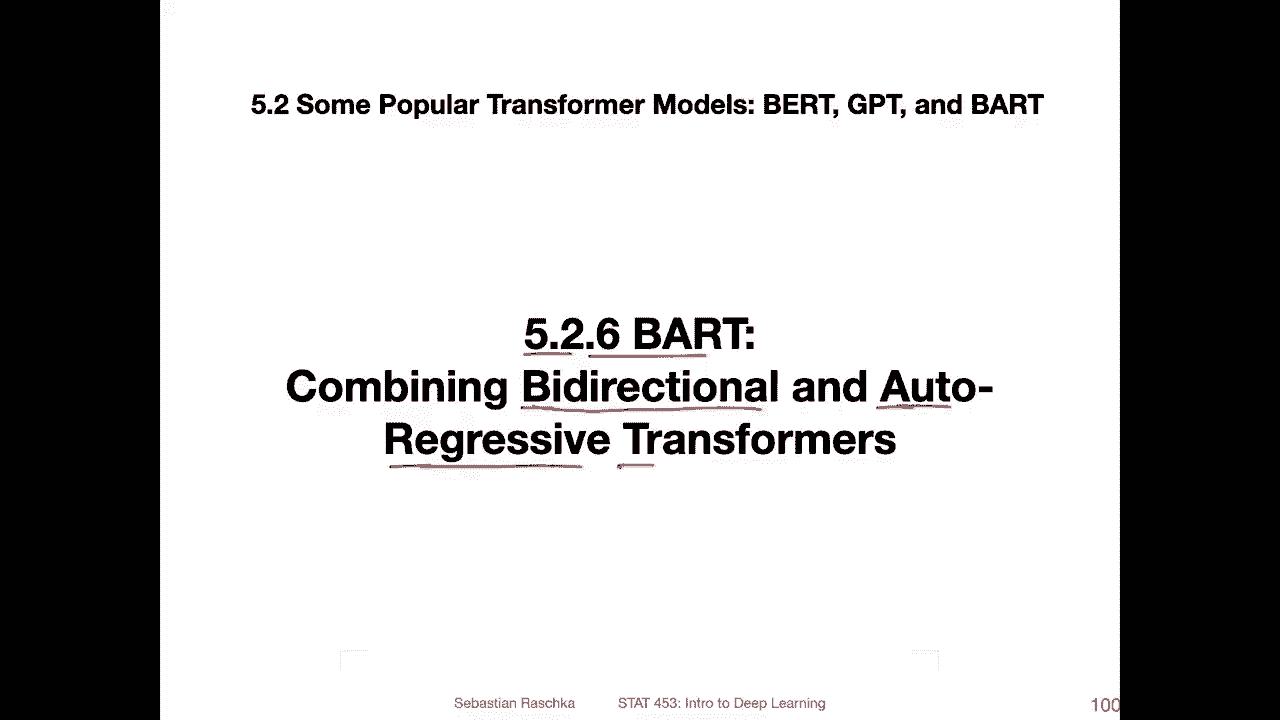 5.2 Some Popular Transformer Models: BERT, GPT, and BART
5.2.6 BART:
Combining Bidirectional and Auto-
Regressive Transformers
Sebastian Raschka STAT 453: Intro to Deep Learning 100